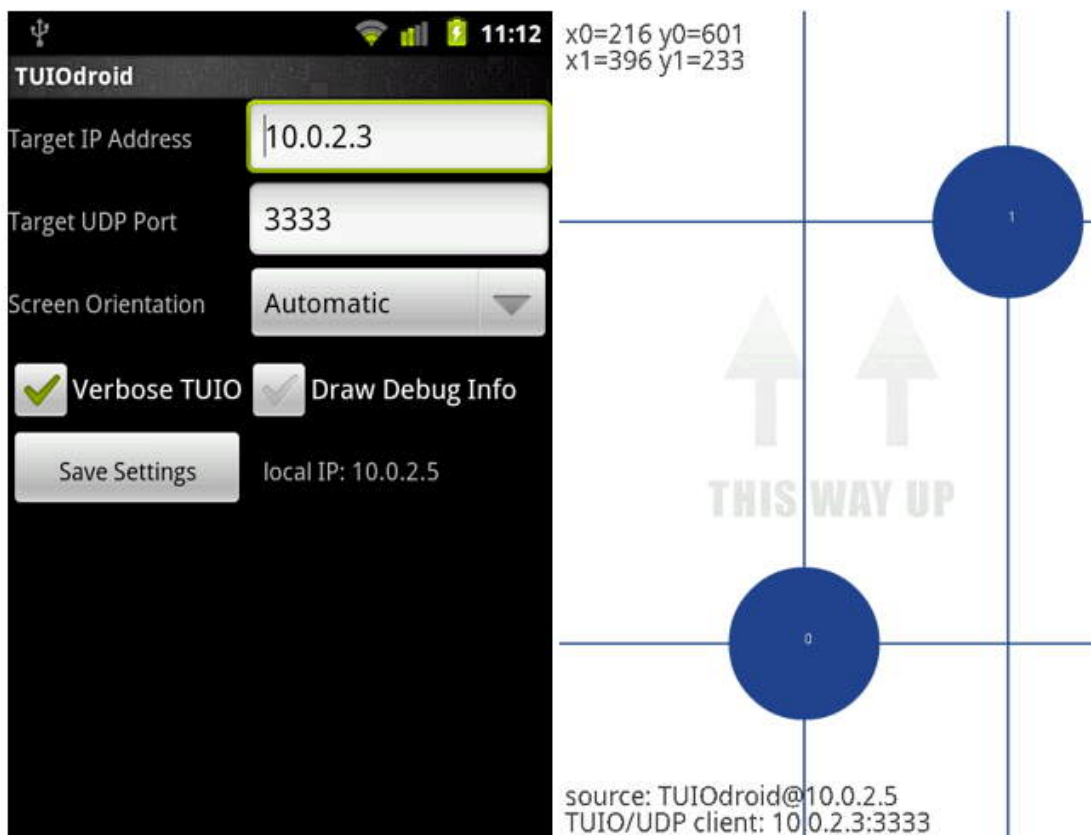 11:12
TUIOdroid
Target IP Address 10.0.2.3
Target UDP Port 3333
Screen Orientation Automatic
Verbose TUIO Draw Debug Info
Save Settings local IP: 10.0.2.5
x0=216 y0=601
x1=396 y1=233
1
THIS WAY UP
0
source: TUIOdroid@10.0.2.5
TUIO/UDP client: 10.0.2.3:3333